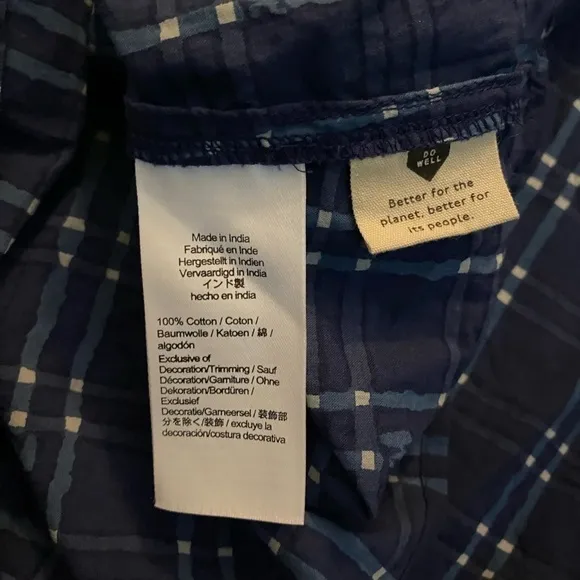 Made in India
Fabriqué en Inde
Hergestellt in Indien
Vervaardigd in India
インド製
hecho en india
100% Cotton / Coton /
Baumwolle / Katoen / 綿 /
algodón
Exclusive of
Decoration/Trimming / Sauf
Décoration/Garniture / Ohne
Dekoration/Bordüren /
Exclusief
Decoratie/Garneersel / 装飾部
分を除く/装飾 / excluye la
decoración/costura decorativa
DO
WELL
Better for the
planet, better for
its people.